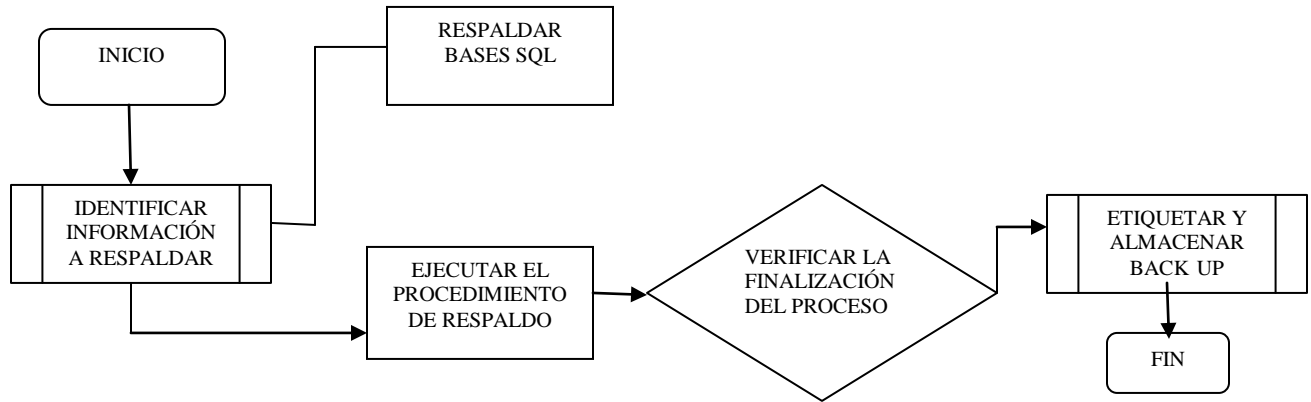 INICIO
RESPALDAR
BASES SQL
IDENTIFICAR
INFORMACIÓN
A RESPALDAR
EJECUTAR EL
PROCEDIMIENTO
DE RESPALDO
VERIFICAR LA
FINALIZACIÓN
DEL PROCESO
ETIQUETAR Y
ALMACENAR
BACK UP
FIN